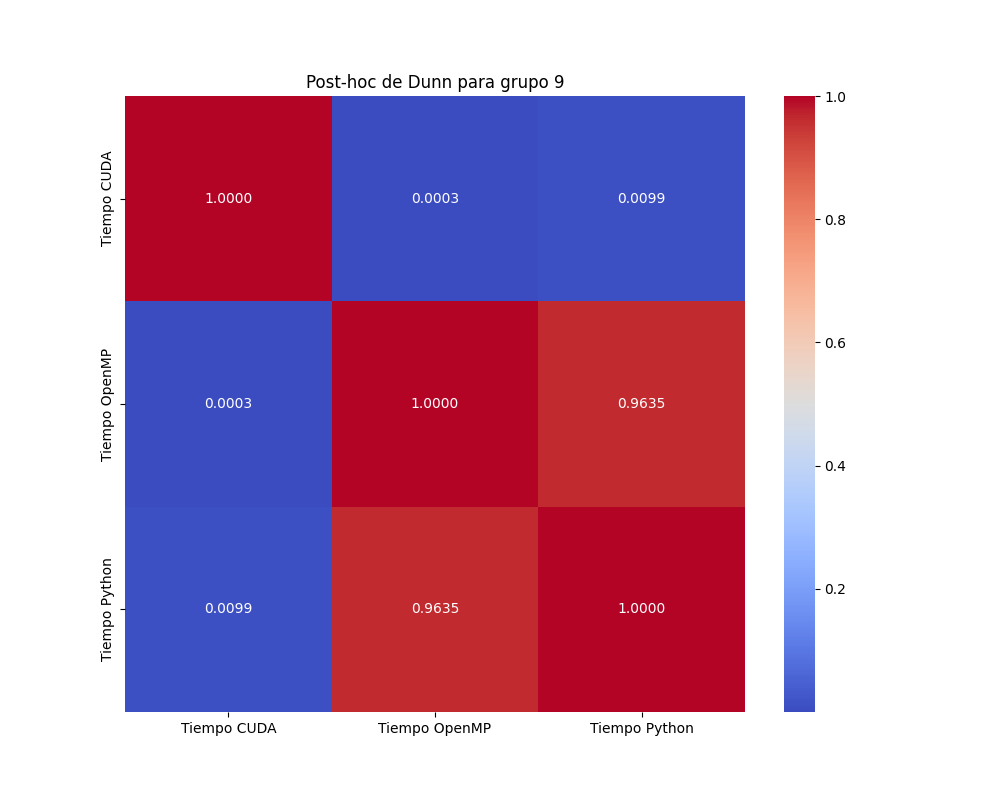 Post-hoc de Dunn para grupo 9
Tiempo CUDA
1.0000
0.0003
0.0099
Tiempo OpenMP
0.0003
1.0000
0.9635
Tiempo Python
0.0099
0.9635
1.0000
Tiempo CUDA
Tiempo OpenMP
Tiempo Python
1.0
0.8
0.6
0.4
0.2